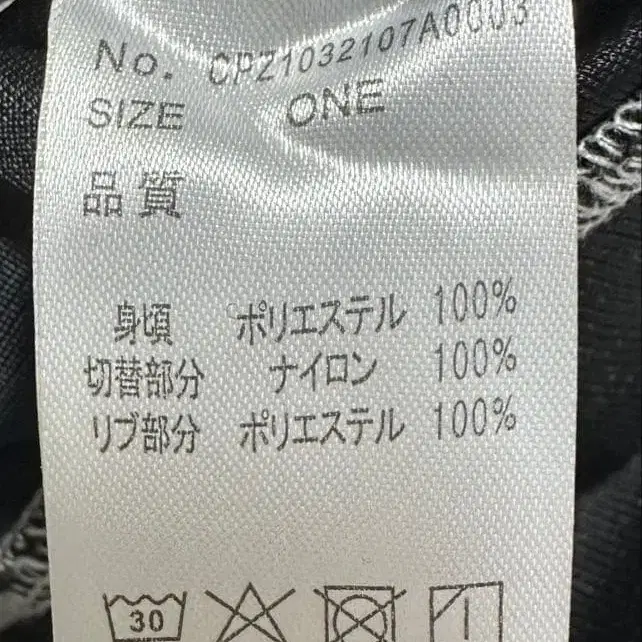 No. CPZ1032107A0003
SIZE ONE
品質
身頃 ポリエステル 100%
切替部分 ナイロン 100%
リブ部分 ポリエステル 100%
30